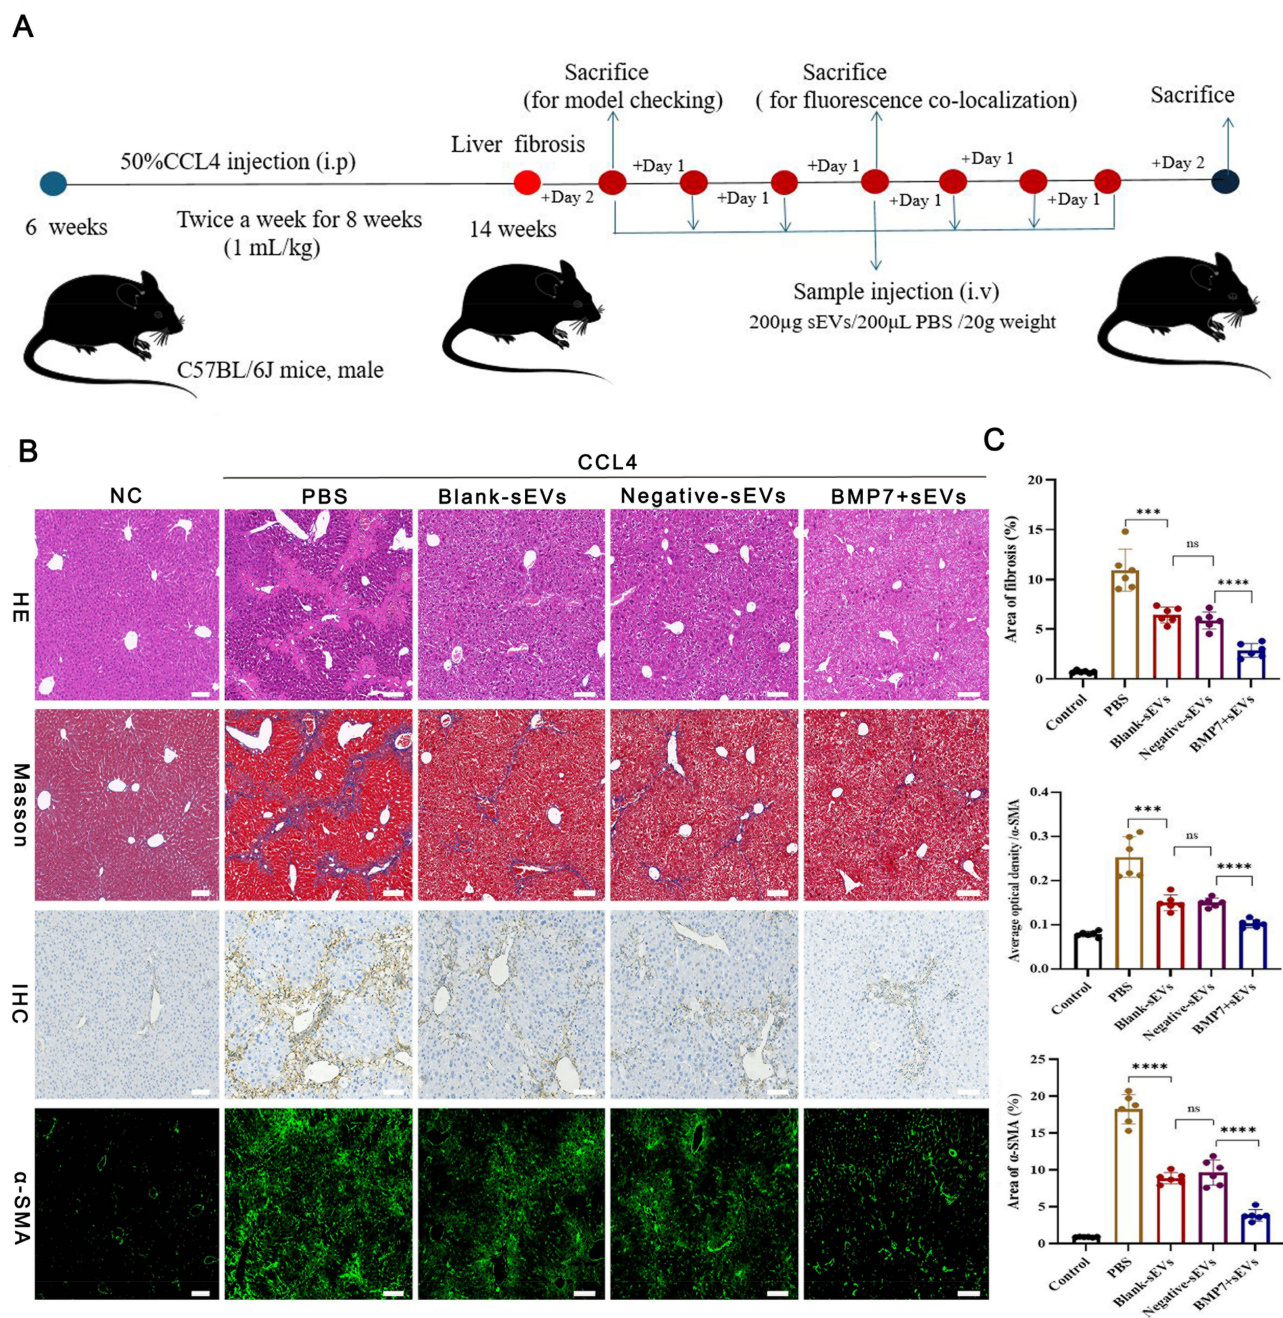 A
Sacrifice
(for model checking)
Sacrifice
( for fluorescence co-localization)
Sacrifice
Liver fibrosis
50%CCL4 injection (i.p)
+Day 1
+Day 1
+Day 1
+Day 2
+Day 2
+Day 1
+Day 1
+Day 1
6 weeks
Twice a week for 8 weeks
(1 mL/kg)
14 weeks
Sample injection (i.v)
200μg sEVs/200μL PBS /20g weight
C57BL/6J mice, male
B
CCL4
NC
PBS
Blank-sEVs
Negative-sEVs
BMP7+sEVs
HE
Masson
IHC
α-SMA
C
Area of fibrosis (%)
20
15
10
5
0
***
ns
****
Control
PBS
Blank-sEVs
Negative-sEVs
BMP7+sEVs
Average optical density /α-SMA
0.4
0.3
0.2
0.1
0.0
***
ns
****
Control
PBS
Blank-sEVs
Negative-sEVs
BMP7+sEVs
Area of α-SMA (%)
25
20
15
10
5
0
****
ns
****
Control
PBS
Blank-sEVs
Negative-sEVs
BMP7+sEVs